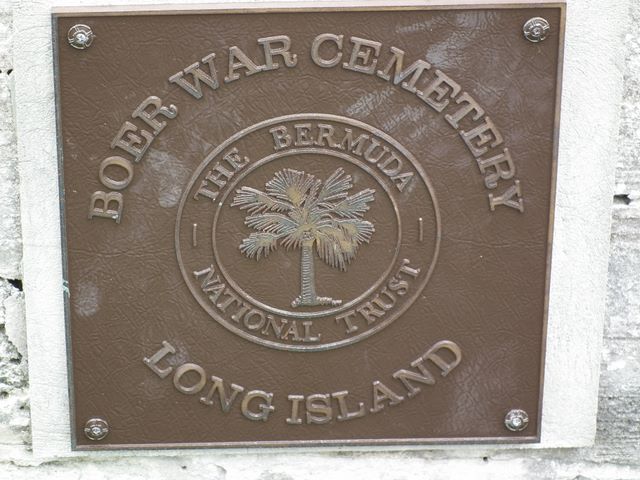 BOER WAR CEMETERY
THE BERMUDA
NATIONAL TRUST
LONG ISLAND